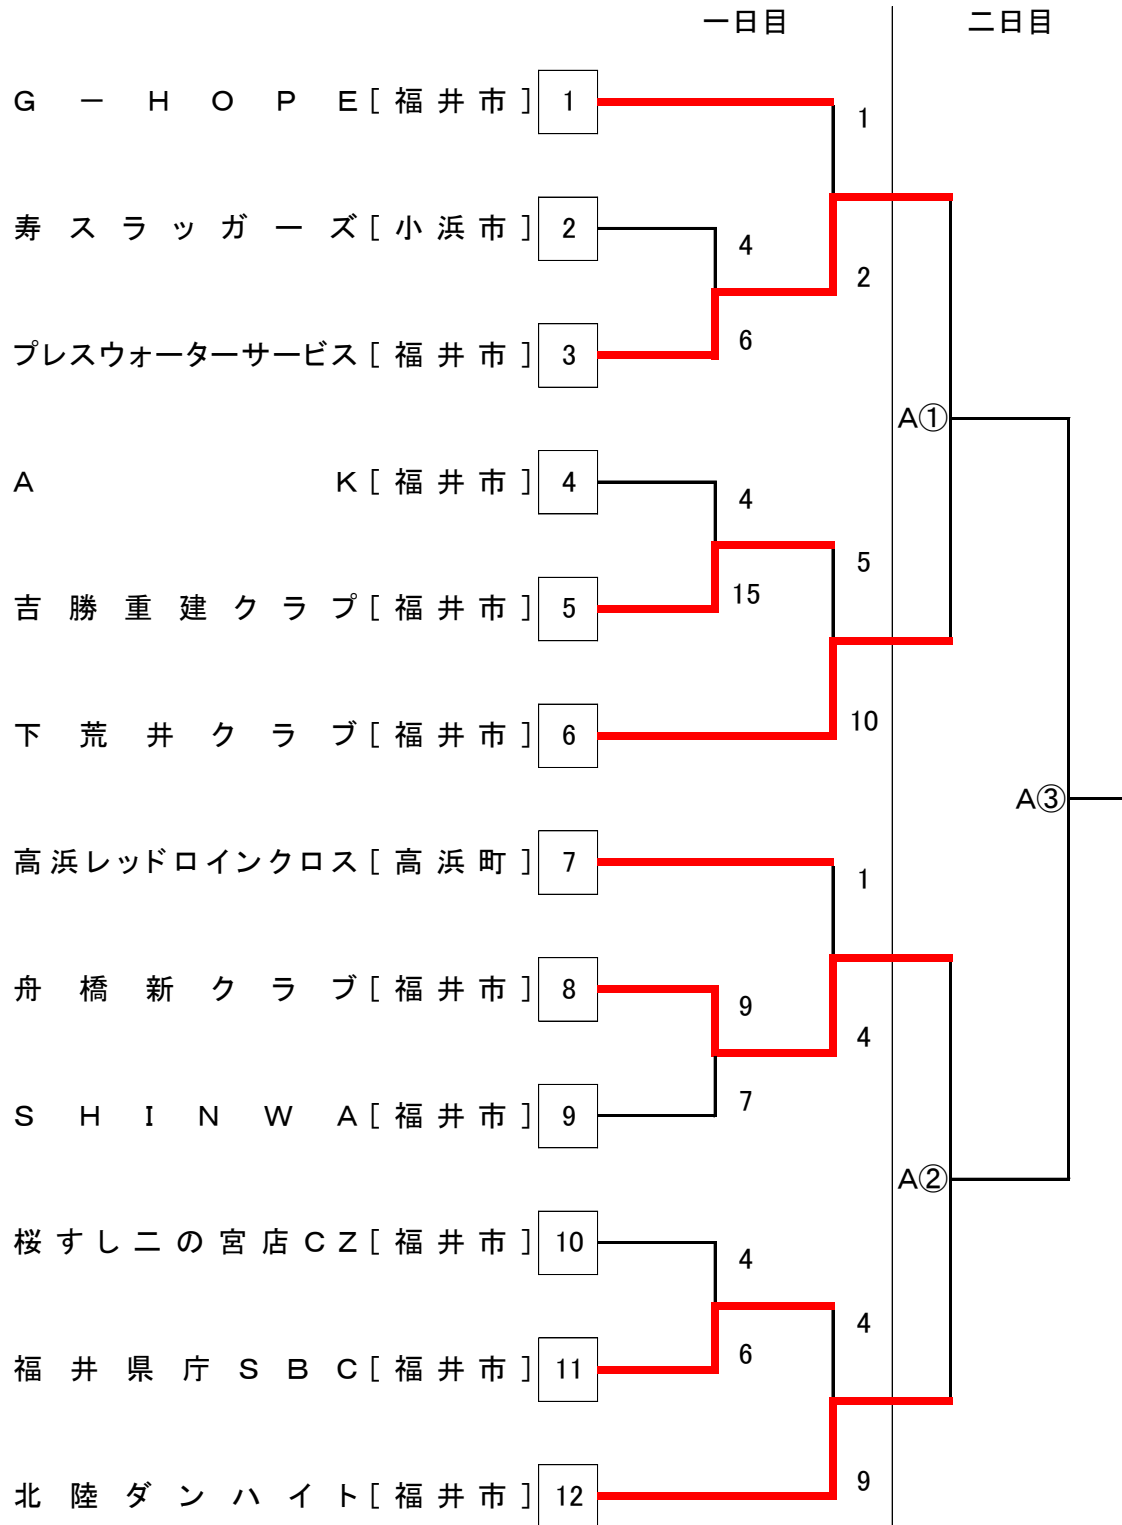 一日目 二日目
G－HOPE[福井市] 1
1
寿スラッガーズ[小浜市] 2
4
2
プレスウォーターサービス[福井市] 3
6
A①
AK[福井市] 4
4
5
吉勝重建クラブ[福井市] 5
15
下荒井クラブ[福井市] 6
10
A③
高浜レッドロインクロス[高浜町] 7
1
舟橋新クラブ[福井市] 8
9
4
SHINWA[福井市] 9
7
A②
桜すし二の宮店CZ[福井市] 10
4
4
福井県庁SBC[福井市] 11
6
北陸ダンハイト[福井市] 12
9